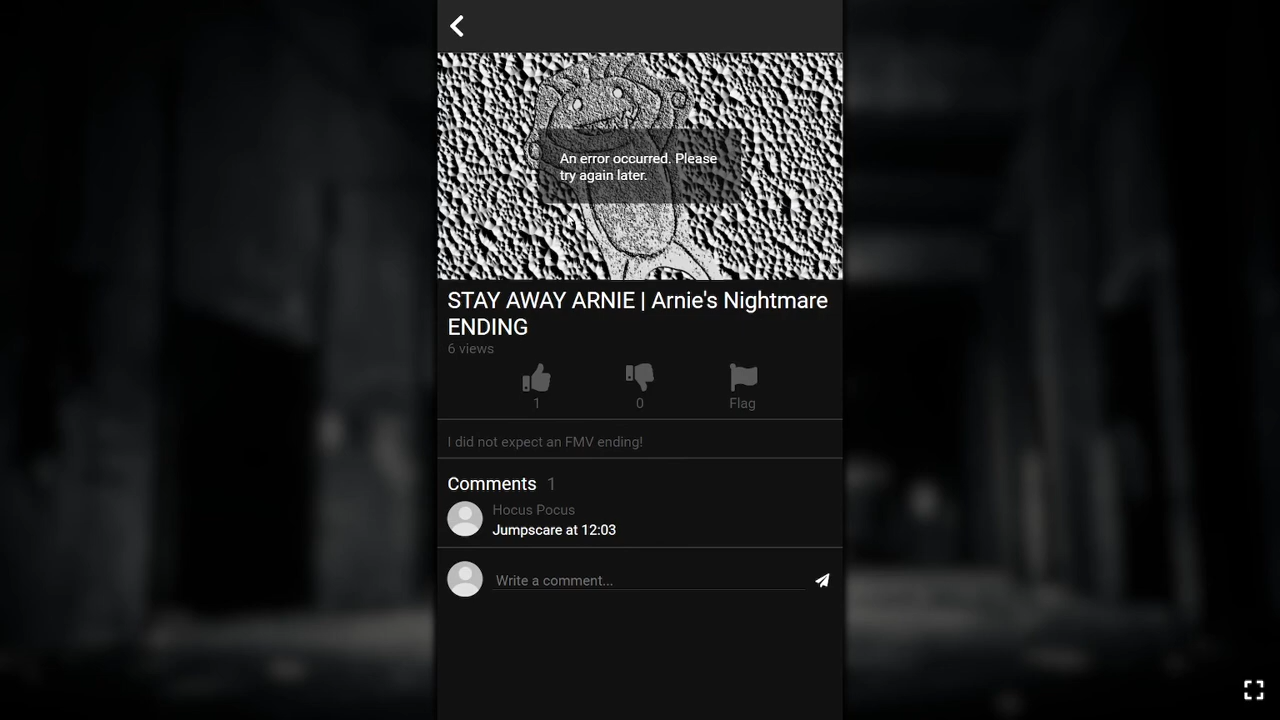 An error occurred. Please
try again later.
STAY AWAY ARNIE | Arnie's Nightmare
ENDING
6 views
1
0
Flag
I did not expect an FMV ending!
Comments 1
Hocus Pocus
Jumpscare at 12:03
Write a comment...